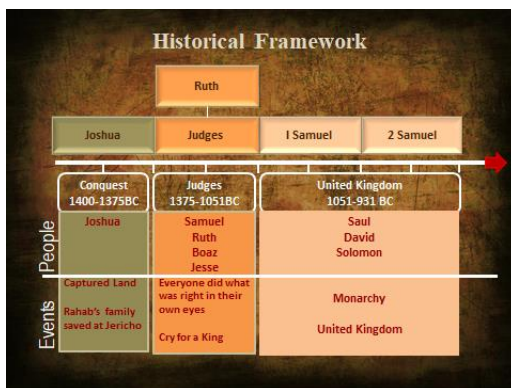 Historical Framework
Ruth
Joshua
Judges
1 Samuel
2 Samuel
Conquest
1400-1375BC
Judges
1375-1051BC
United Kingdom
1051-931 BC
People
Joshua
Samuel
Ruth
Boaz
Jesse
Saul
David
Solomon
Events
Captured Land
Rahab's family
saved at Jericho
Everyone did what
was right in their
own eyes
Cry for a King
Monarchy
United Kingdom